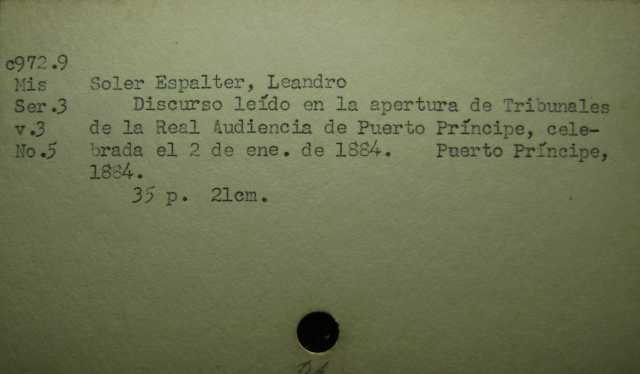 c972.9
Mis Soler Espalter, Leandro
Ser.3 Discurso leído en la apertura de Tribunales
v.3 de la Real Audiencia de Puerto Príncipe, cele-
No.5 brada el 2 de ene. de 1884. Puerto Príncipe,
1884.
35 p. 21cm.